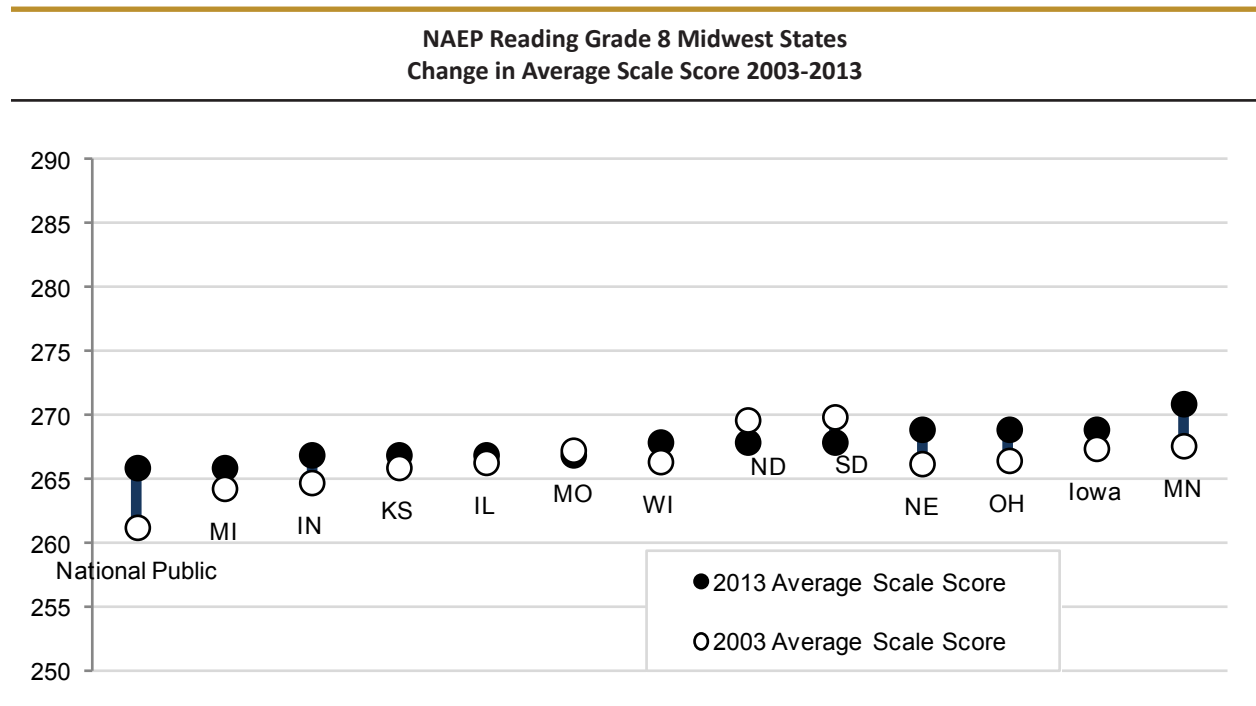 NAEP Reading Grade 8 Midwest States
Change in Average Scale Score 2003-2013
290
285
280
275
270
265
260
255
250
National Public
MI
IN
KS
IL
MO
WI
ND
SD
NE
OH
Iowa
MN
2013 Average Scale Score
2003 Average Scale Score